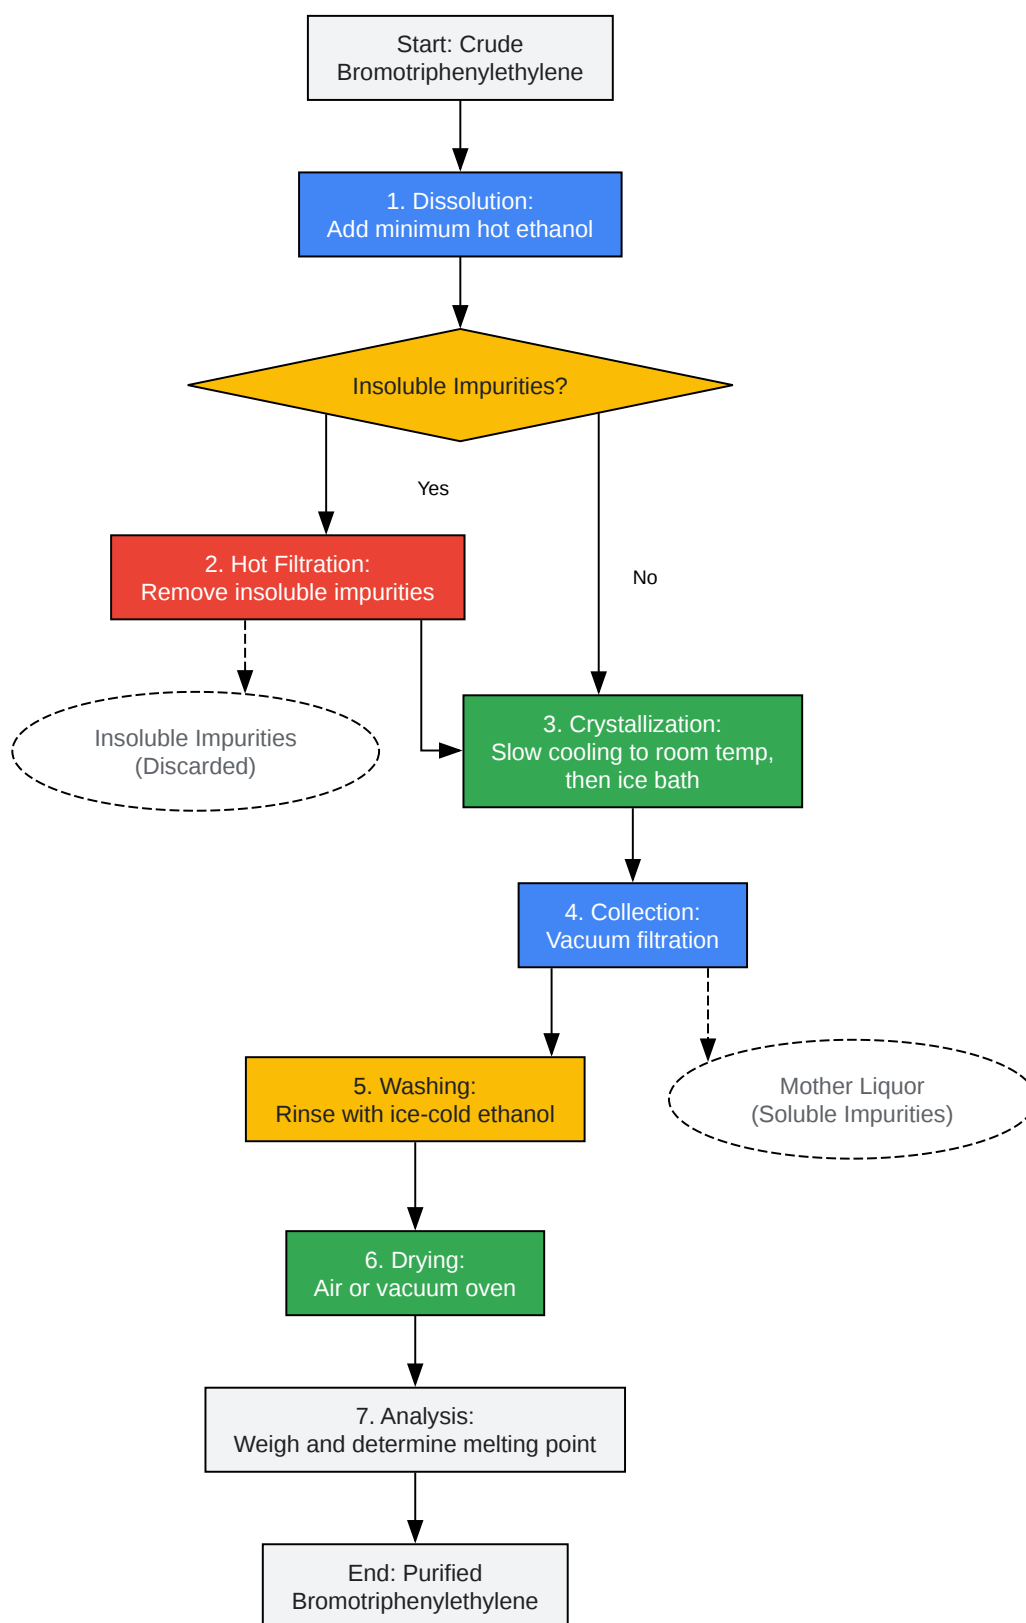 Start: Crude
Bromotriphenylethylene
1. Dissolution:
Add minimum hot ethanol
Insoluble Impurities?
Yes
2. Hot Filtration:
Remove insoluble impurities
No
Insoluble Impurities
(Discarded)
3. Crystallization:
Slow cooling to room temp,
then ice bath
4. Collection:
Vacuum filtration
5. Washing:
Rinse with ice-cold ethanol
Mother Liquor
(Soluble Impurities)
6. Drying:
Air or vacuum oven
7. Analysis:
Weigh and determine melting point
End: Purified
Bromotriphenylethylene